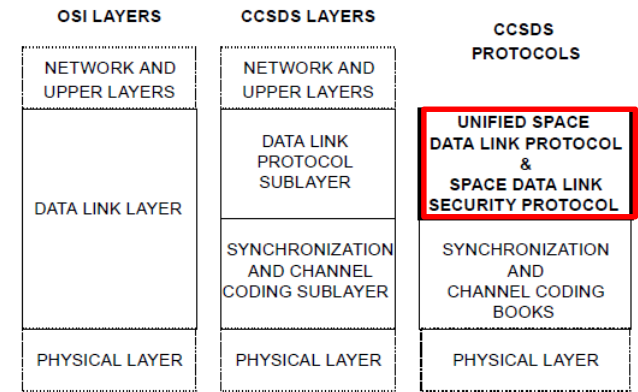 OSI LAYERS
NETWORK AND
UPPER LAYERS
DATA LINK LAYER
PHYSICAL LAYER
CCSDS LAYERS
NETWORK AND
UPPER LAYERS
DATA LINK
PROTOCOL
SUBLAYER
SYNCHRONIZATION
AND CHANNEL
CODING SUBLAYER
PHYSICAL LAYER
CCSDS
PROTOCOLS
UNIFIED SPACE
DATA LINK PROTOCOL
&
SPACE DATA LINK
SECURITY PROTOCOL
SYNCHRONIZATION
AND
CHANNEL CODING
BOOKS
PHYSICAL LAYER